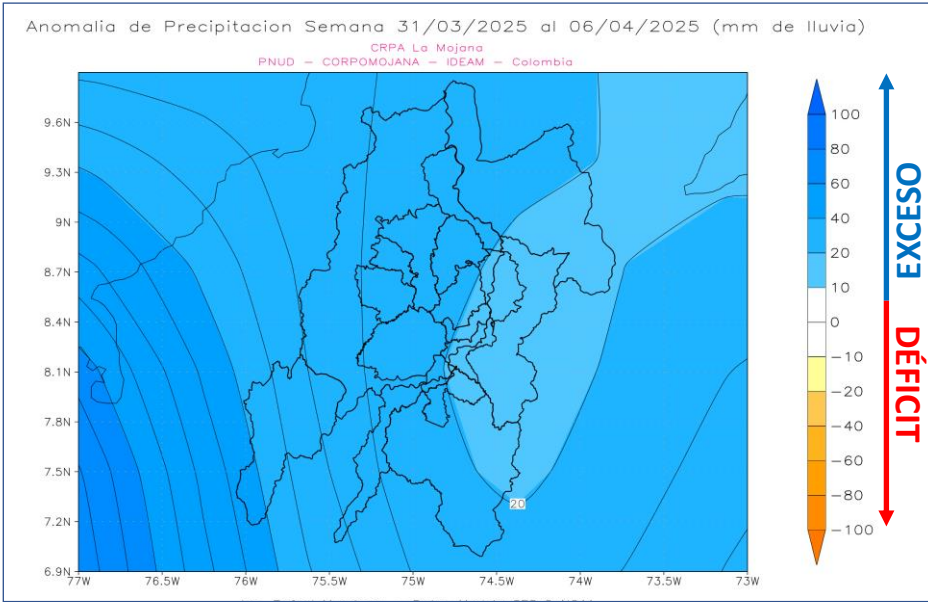 Anomalia de Precipitacion Semana 31/03/2025 al 06/04/2025 (mm de lluvia)
CRPA La Mojana
PNUD – CORPOMOJANA – IDEAM – Colombia
9.6N
9.3N
9N
8.7N
8.4N
8.1N
7.8N
7.5N
7.2N
6.9N
77W
76.5W
76W
75.5W
75W
74.5W
74W
73.5W
73W
20
100
80
60
40
20
10
0
−10
−20
−40
−60
−80
−100
EXCESO
DÉFICIT